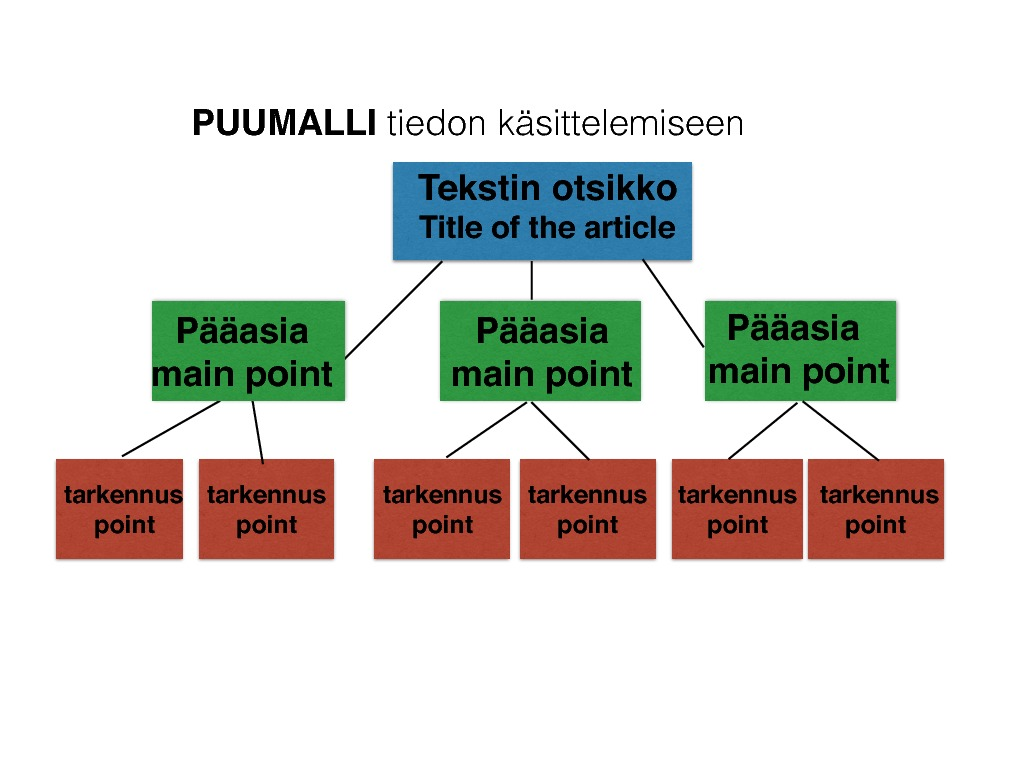 PUUMALLI tiedon käsittelemiseen
Tekstin otsikko
Title of the article
Pääasia
main point
Pääasia
main point
Pääasia
main point
tarkennus
point
tarkennus
point
tarkennus
point
tarkennus
point
tarkennus
point
tarkennus
point